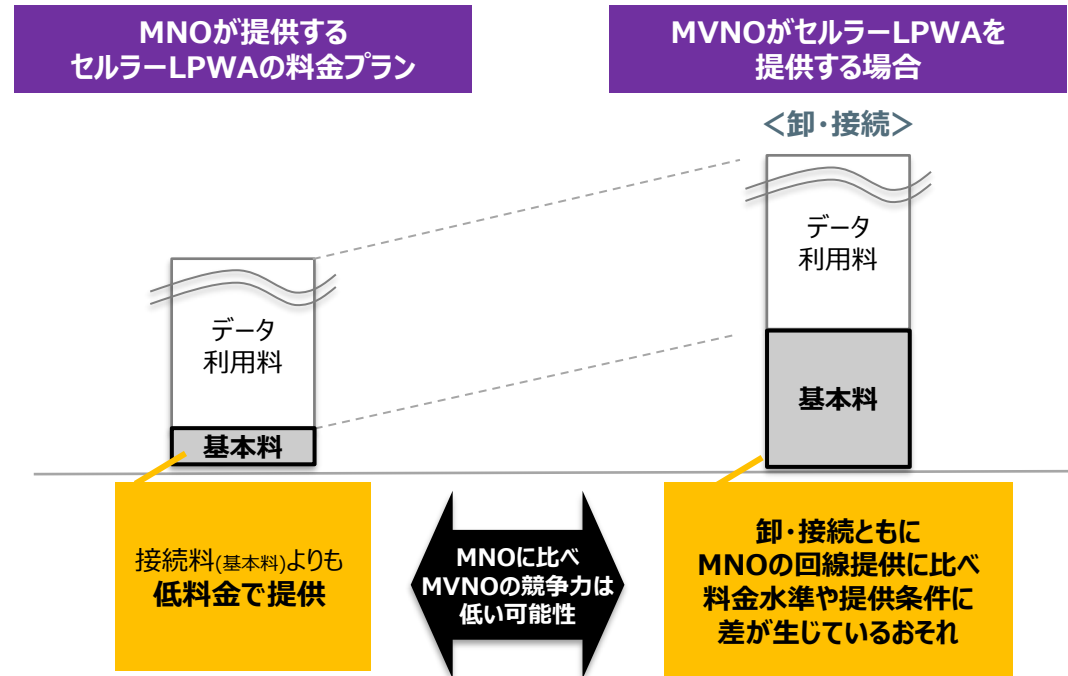 MNOが提供する
セルラーLPWAの料金プラン
MVNOがセルラーLPWAを
提供する場合
＜卸・接続＞
データ
利用料
基本料
データ
利用料
基本料
接続料(基本料)よりも
低料金で提供
MNOに比べ
MVNOの競争力は
低い可能性
卸・接続ともに
MNOの回線提供に比べ
料金水準や提供条件に
差が生じているおそれ